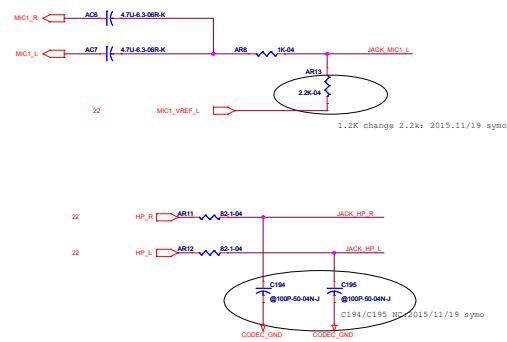 MIC1_R AC6 4.7U-6.3-06R-K
MIC1_L AC7 4.7U-6.3-06R-K AR8 1K-04 JACK_MIC1_L
AR13
2.2K-04
22 MIC1_VREF_L
1.2K change 2.2k: 2015.11/19 symo
22 HP_R AR11 82-1-04 JACK_HP_R
22 HP_L AR12 82-1-04 JACK_HP_L
C194 C195
@100P-50-04N-J @100P-50-04N-J
C194/C195 NC:2015/11/19 symo
CODEC_GND CODEC_GND